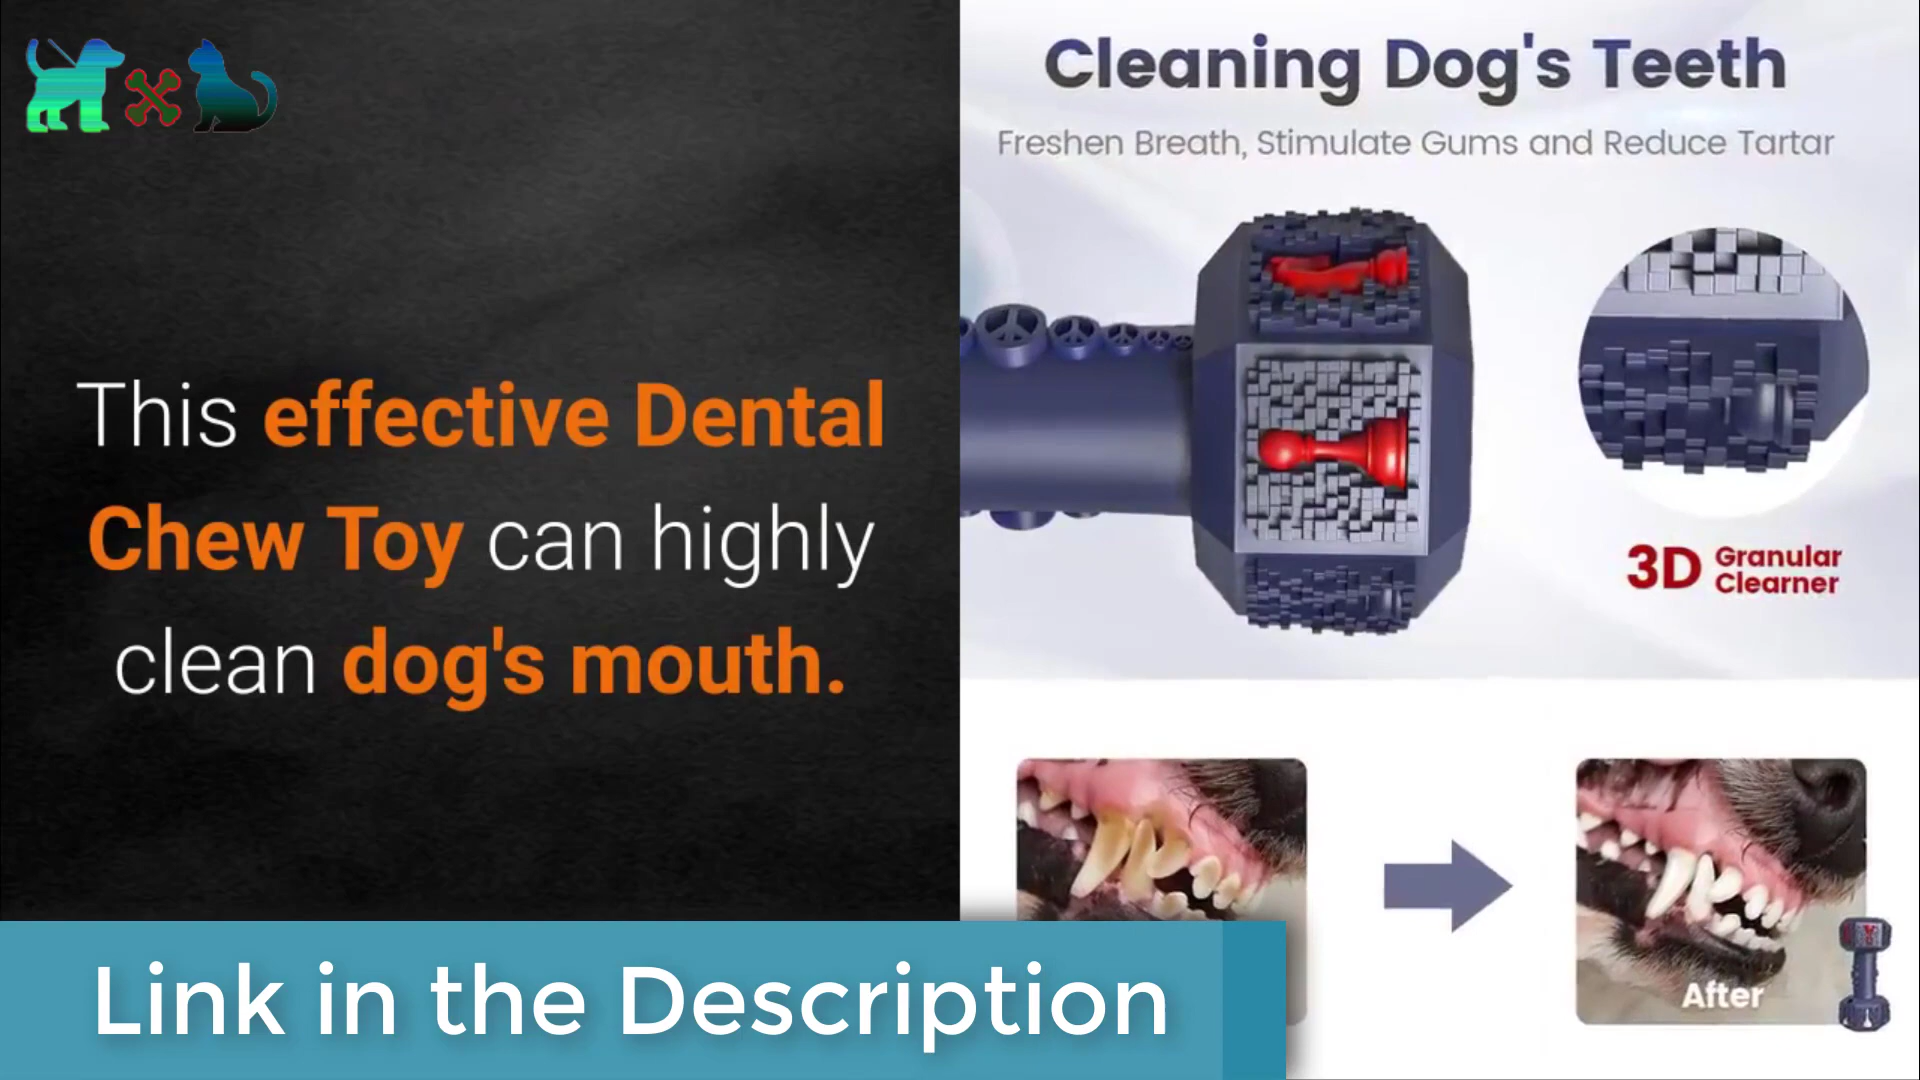 This effective Dental
Chew Toy can highly
clean dog's mouth.
Cleaning Dog's Teeth
Freshen Breath, Stimulate Gums and Reduce Tartar
3D Granular
Clearner
After
Link in the Description